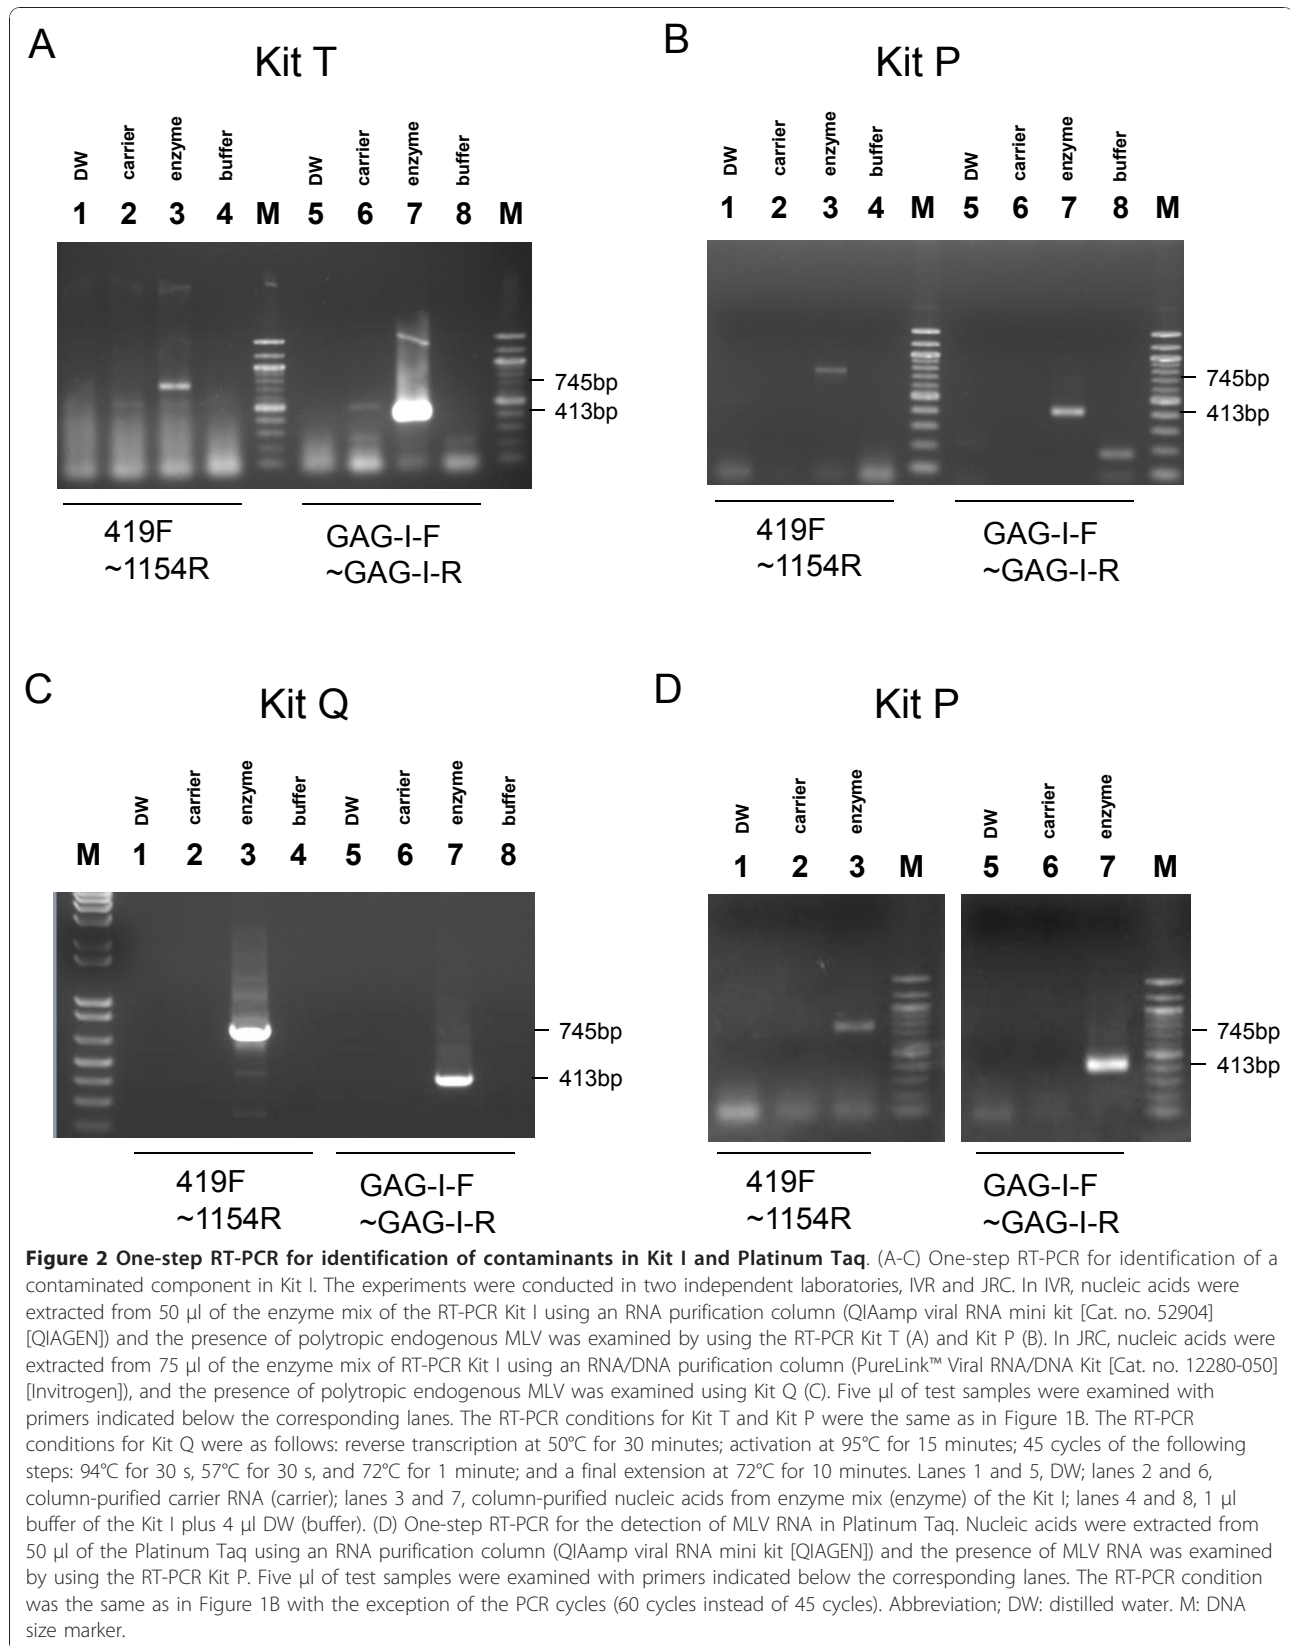 A
Kit T
DW
carrier
enzyme
buffer
DW
carrier
enzyme
buffer
1 2 3 4 M 5 6 7 8 M
745bp
413bp
419F
~1154R
GAG-I-F
~GAG-I-R
B
Kit P
DW
carrier
enzyme
buffer
DW
carrier
enzyme
buffer
1 2 3 4 M 5 6 7 8 M
745bp
413bp
419F
~1154R
GAG-I-F
~GAG-I-R
C
Kit Q
DW
carrier
enzyme
buffer
DW
carrier
enzyme
buffer
M 1 2 3 4 5 6 7 8
745bp
413bp
419F
~1154R
GAG-I-F
~GAG-I-R
D
Kit P
DW
carrier
enzyme
DW
carrier
enzyme
1 2 3 M 5 6 7 M
745bp
413bp
419F
~1154R
GAG-I-F
~GAG-I-R
Figure 2 One-step RT-PCR for identification of contaminants in Kit I and Platinum Taq. (A-C) One-step RT-PCR for identification of a
contaminated component in Kit I. The experiments were conducted in two independent laboratories, IVR and JRC. In IVR, nucleic acids were
extracted from 50 μl of the enzyme mix of the RT-PCR Kit I using an RNA purification column (QIAamp viral RNA mini kit [Cat. no. 52904]
[QIAGEN]) and the presence of polytropic endogenous MLV was examined by using the RT-PCR Kit T (A) and Kit P (B). In JRC, nucleic acids were
extracted from 75 μl of the enzyme mix of RT-PCR Kit I using an RNA/DNA purification column (PureLink™ Viral RNA/DNA Kit [Cat. no. 12280-050]
[Invitrogen]), and the presence of polytropic endogenous MLV was examined using Kit Q (C). Five μl of test samples were examined with
primers indicated below the corresponding lanes. The RT-PCR conditions for Kit T and Kit P were the same as in Figure 1B. The RT-PCR
conditions for Kit Q were as follows: reverse transcription at 50°C for 30 minutes; activation at 95°C for 15 minutes; 45 cycles of the following
steps: 94°C for 30 s, 57°C for 30 s, and 72°C for 1 minute; and a final extension at 72°C for 10 minutes. Lanes 1 and 5, DW; lanes 2 and 6,
column-purified carrier RNA (carrier); lanes 3 and 7, column-purified nucleic acids from enzyme mix (enzyme) of the Kit I; lanes 4 and 8, 1 μl
buffer of the Kit I plus 4 μl DW (buffer). (D) One-step RT-PCR for the detection of MLV RNA in Platinum Taq. Nucleic acids were extracted from
50 μl of the Platinum Taq using an RNA purification column (QIAamp viral RNA mini kit [QIAGEN]) and the presence of MLV RNA was examined
by using the RT-PCR Kit P. Five μl of test samples were examined with primers indicated below the corresponding lanes. The RT-PCR condition
was the same as in Figure 1B with the exception of the PCR cycles (60 cycles instead of 45 cycles). Abbreviation; DW: distilled water. M: DNA
size marker.